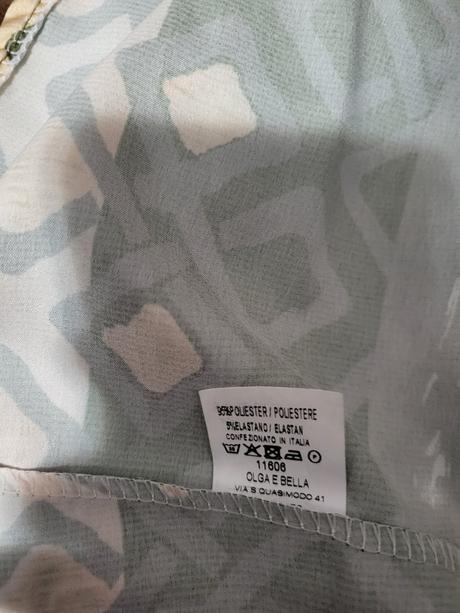 95%POLIESTER / POLIESTERE
5%ELASTANO / ELASTAN
CONFEZIONATO IN ITALIA
11606
OLGA E BELLA
VIA S QUASIMODO 41